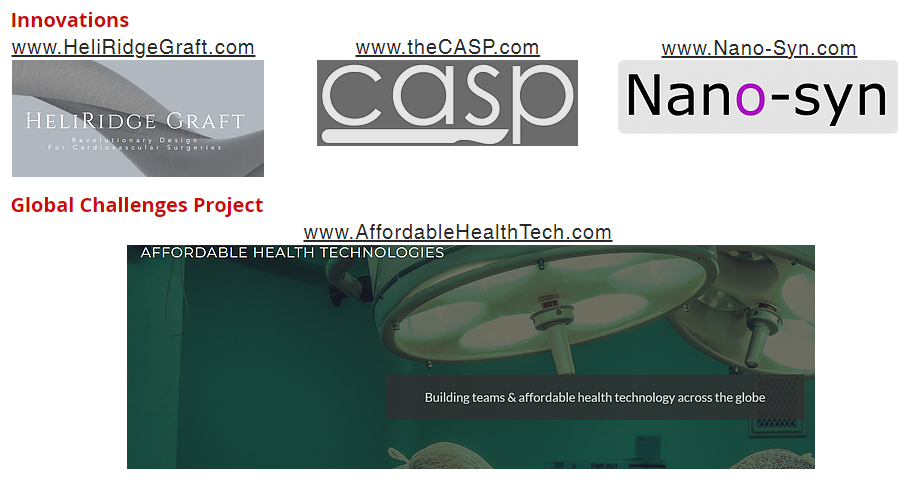 Innovations
www.HeliRidgeGraft.com
www.theCASP.com
www.Nano-Syn.com
HELIRIDGE GRAFT
Revolutionary Design
For Cardiovascular Surgeries
casp
Nano-syn
Global Challenges Project
www.AffordableHealthTech.com
AFFORDABLE HEALTH TECHNOLOGIES
Building teams & affordable health technology across the globe